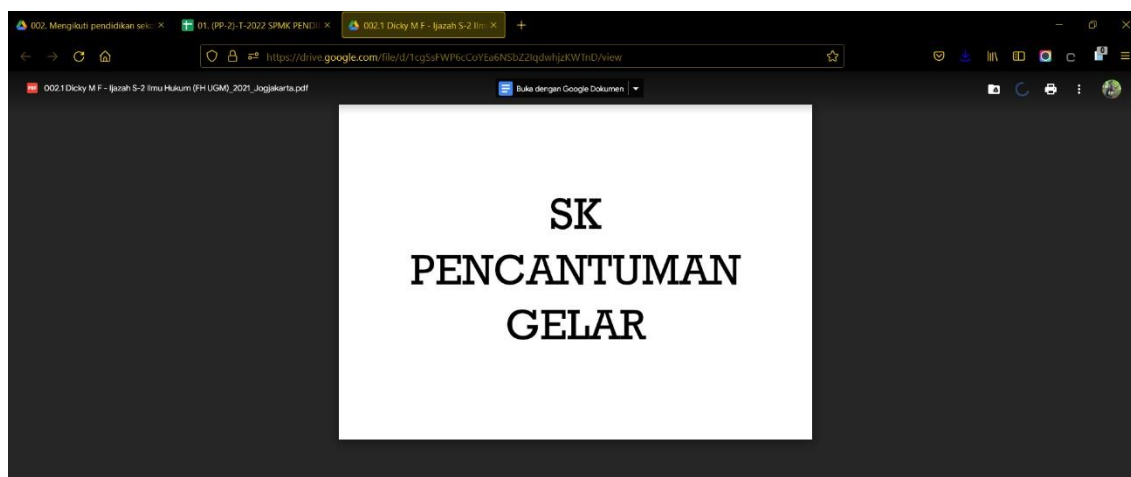 002. Mengikuti pendidikan seko
01. (PP-2)-T-2022 SPMK PENDI
002.1 Dicky M F - Ijazah S-2 Ilm
https://drive.google.com/file/d/1cgSsFWP6cCoYEa6NSbZ2IqdwhjzKWTnD/view
PDF
002.1 Dicky M F - Ijazah S-2 Ilmu Hukum (FH UGM)_2021_Jogjakarta.pdf
Buka dengan Google Dokumen
SK
PENCANTUMAN
GELAR